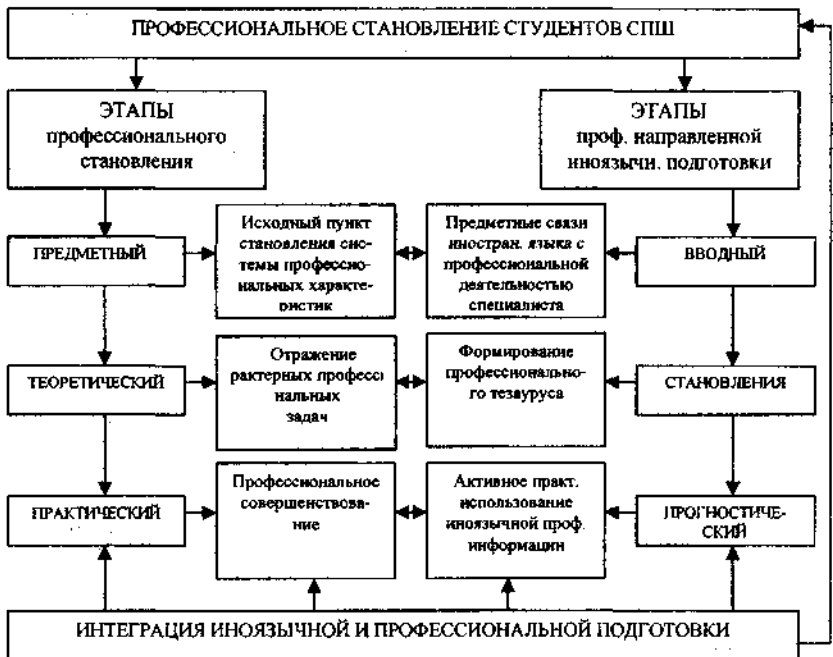 ПРОФЕССИОНАЛЬНОЕ СТАНОВЛЕНИЕ СТУДЕНТОВ СПШ
ЭТАПЫ
профессионального
становления
ЭТАПЫ
проф. направленной
иноязычн. подготовки
ПРЕДМЕТНЫЙ
Исходный пункт
становления сис-
темы профессио-
нальных характе-
ристик
Предметные связи
иностран. языка с
профессиональной
деятельностью
специалиста
ВВОДНЫЙ
ТЕОРЕТИЧЕСКИЙ
Отражение
рактерных професси
нальных
задач
Формирование
профессионально-
го тезауруса
СТАНОВЛЕНИЯ
ПРАКТИЧЕСКИЙ
Профессиональное
совершенствова-
ние
Активное практ.
использование
иноязычной проф.
информации
ПРОГНОСТИЧЕ-
СКИЙ
ИНТЕГРАЦИЯ ИНОЯЗЫЧНОЙ И ПРОФЕССИОНАЛЬНОЙ ПОДГОТОВКИ